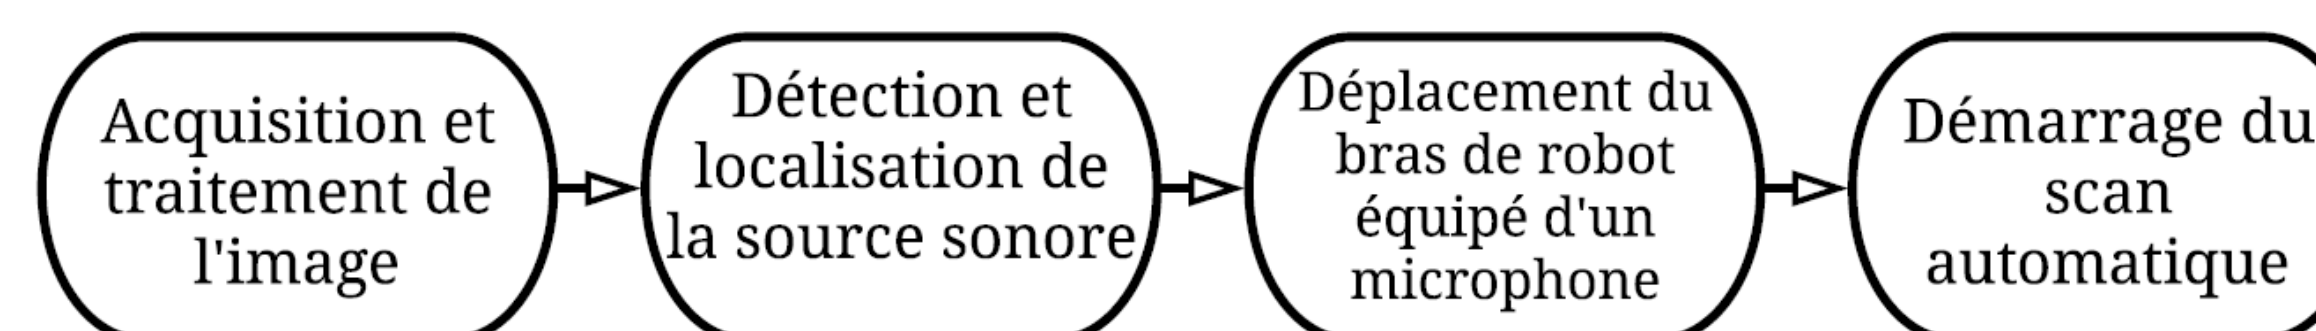 Acquisition et
traitement de
l'image
Détection et
localisation de
la source sonore
Déplacement du
bras de robot
équipé d'un
microphone
Démarrage du
scan
automatique